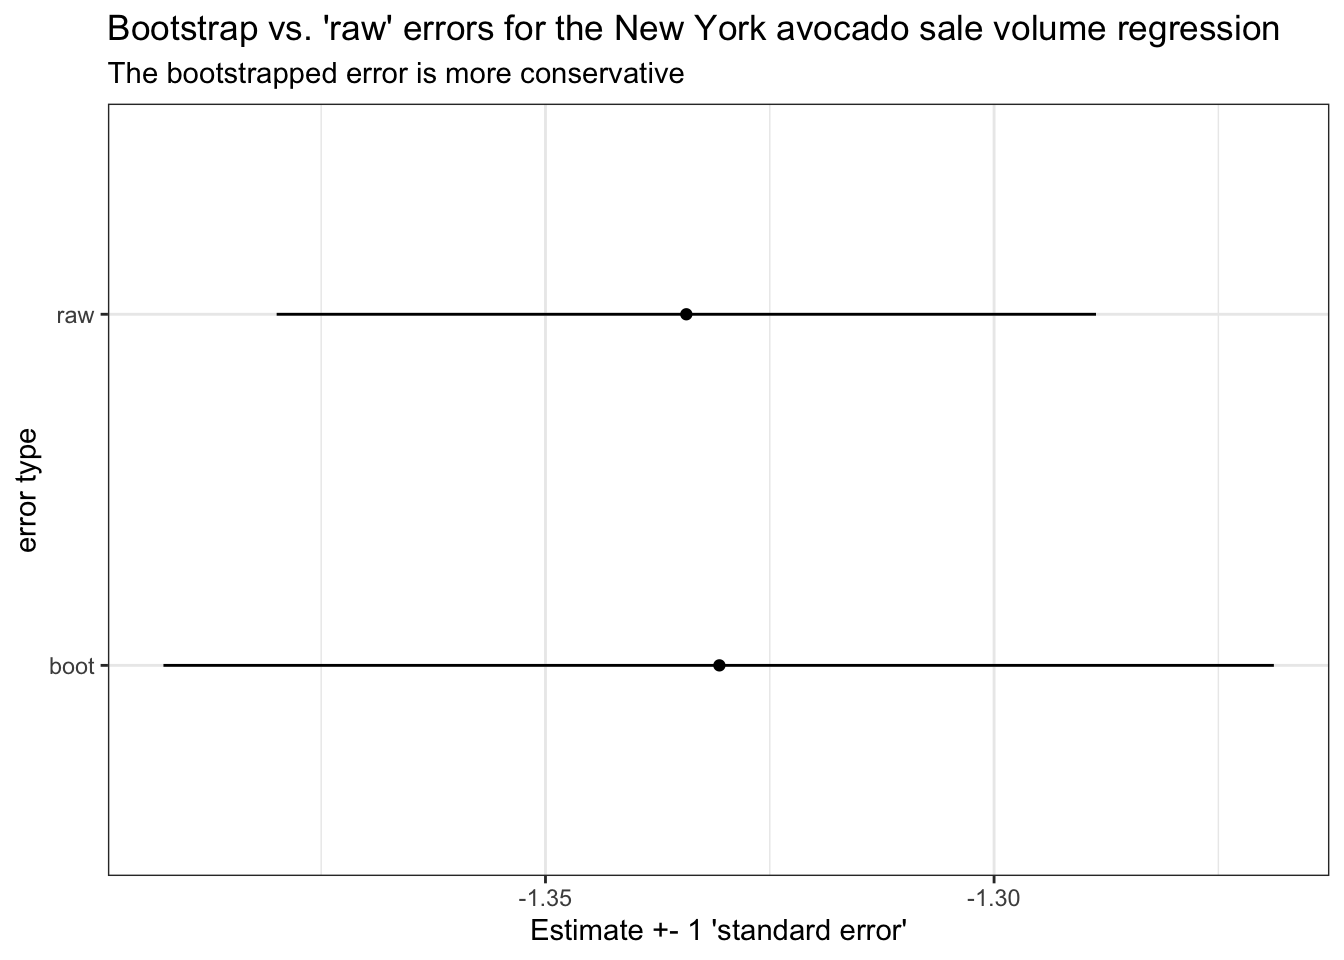 Bootstrap vs. 'raw' errors for the New York avocado sale volume regression
The bootstrapped error is more conservative
raw
error type
boot
-1.35
-1.30
Estimate +- 1 'standard error'